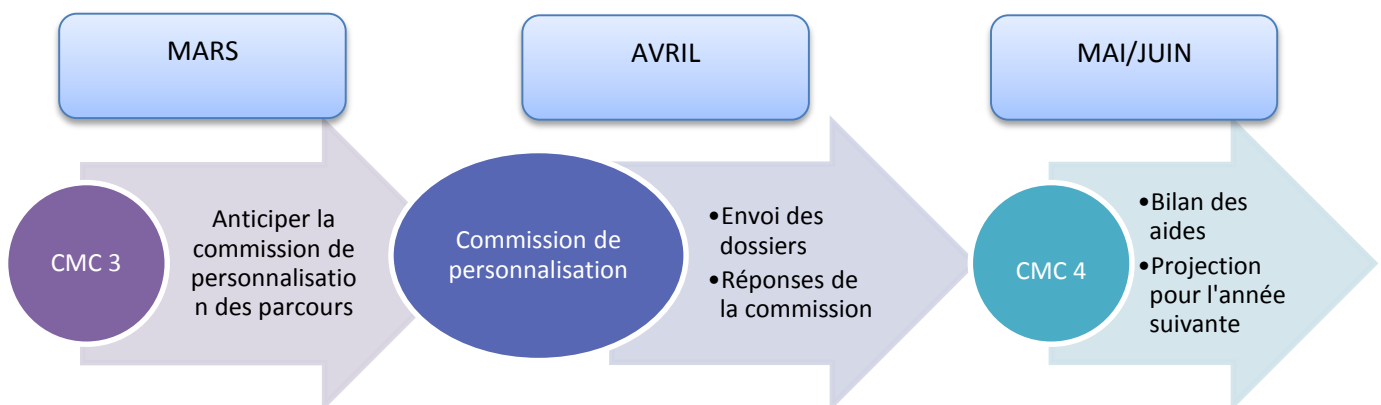 MARS
AVRIL
MAI/JUIN
CMC 3
Anticiper la
commission de
personnalisatio
n des parcours
Commission de
personnalisation
•Envoi des
dossiers
•Réponses de
la commission
CMC 4
•Bilan des
aides
•Projection
pour l'année
suivante